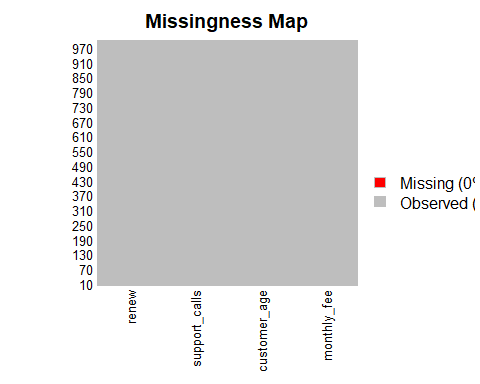 Missingness Map
970
910
850
790
730
670
610
550
490
430
370
310
250
190
130
70
10
Missing (0%
Observed (
renew
support_calls
customer_age
monthly_fee